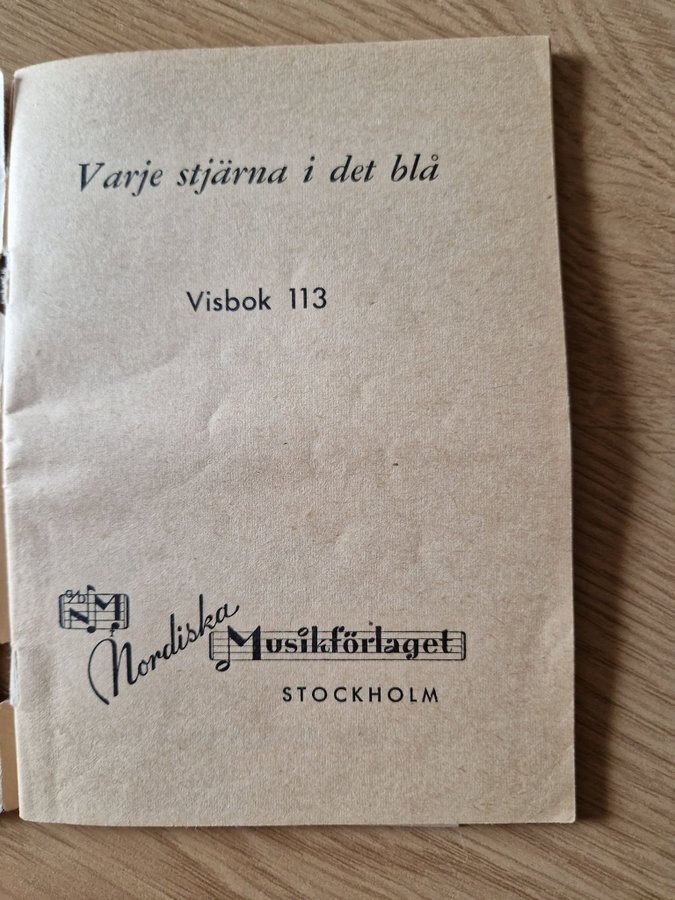 Varje stjärna i det blå
Visbok 113
A/B NM
Nordiska Musikförlaget
STOCKHOLM